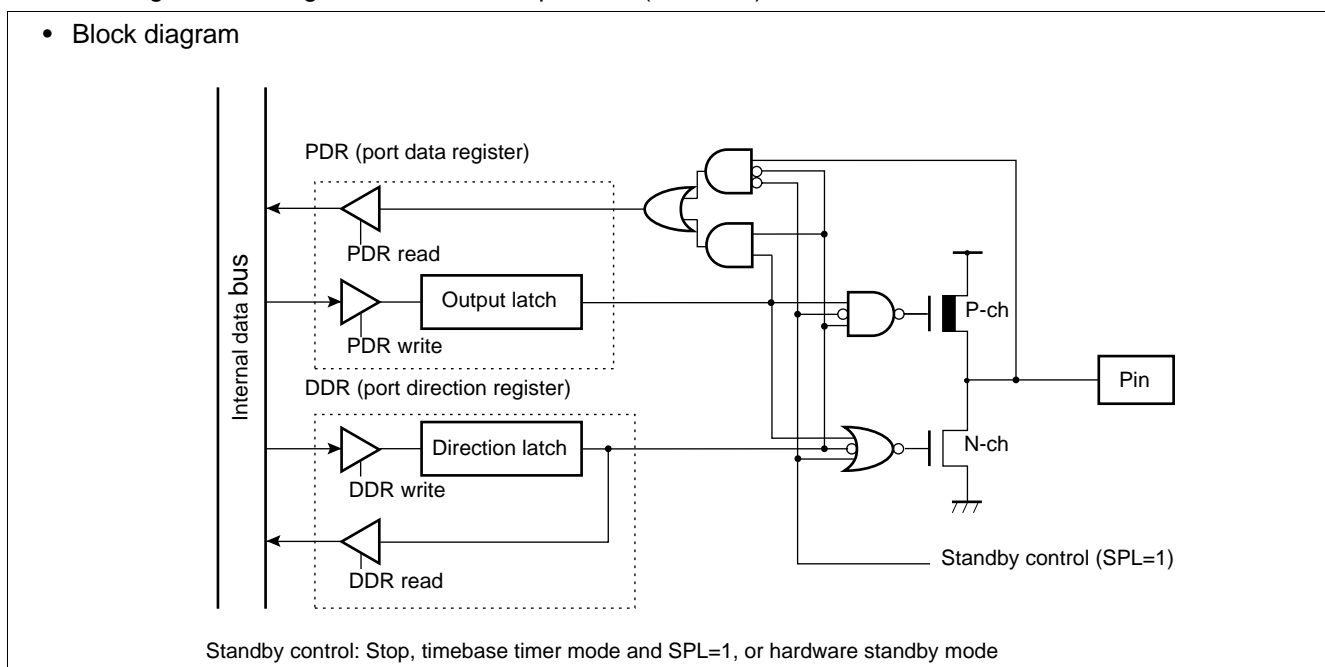 • Block diagram
PDR (port data register)
PDR read
Output latch
PDR write
P-ch
Pin
Internal data bus
DDR (port direction register)
Direction latch
N-ch
DDR write
DDR read
Standby control (SPL=1)
Standby control: Stop, timebase timer mode and SPL=1, or hardware standby mode